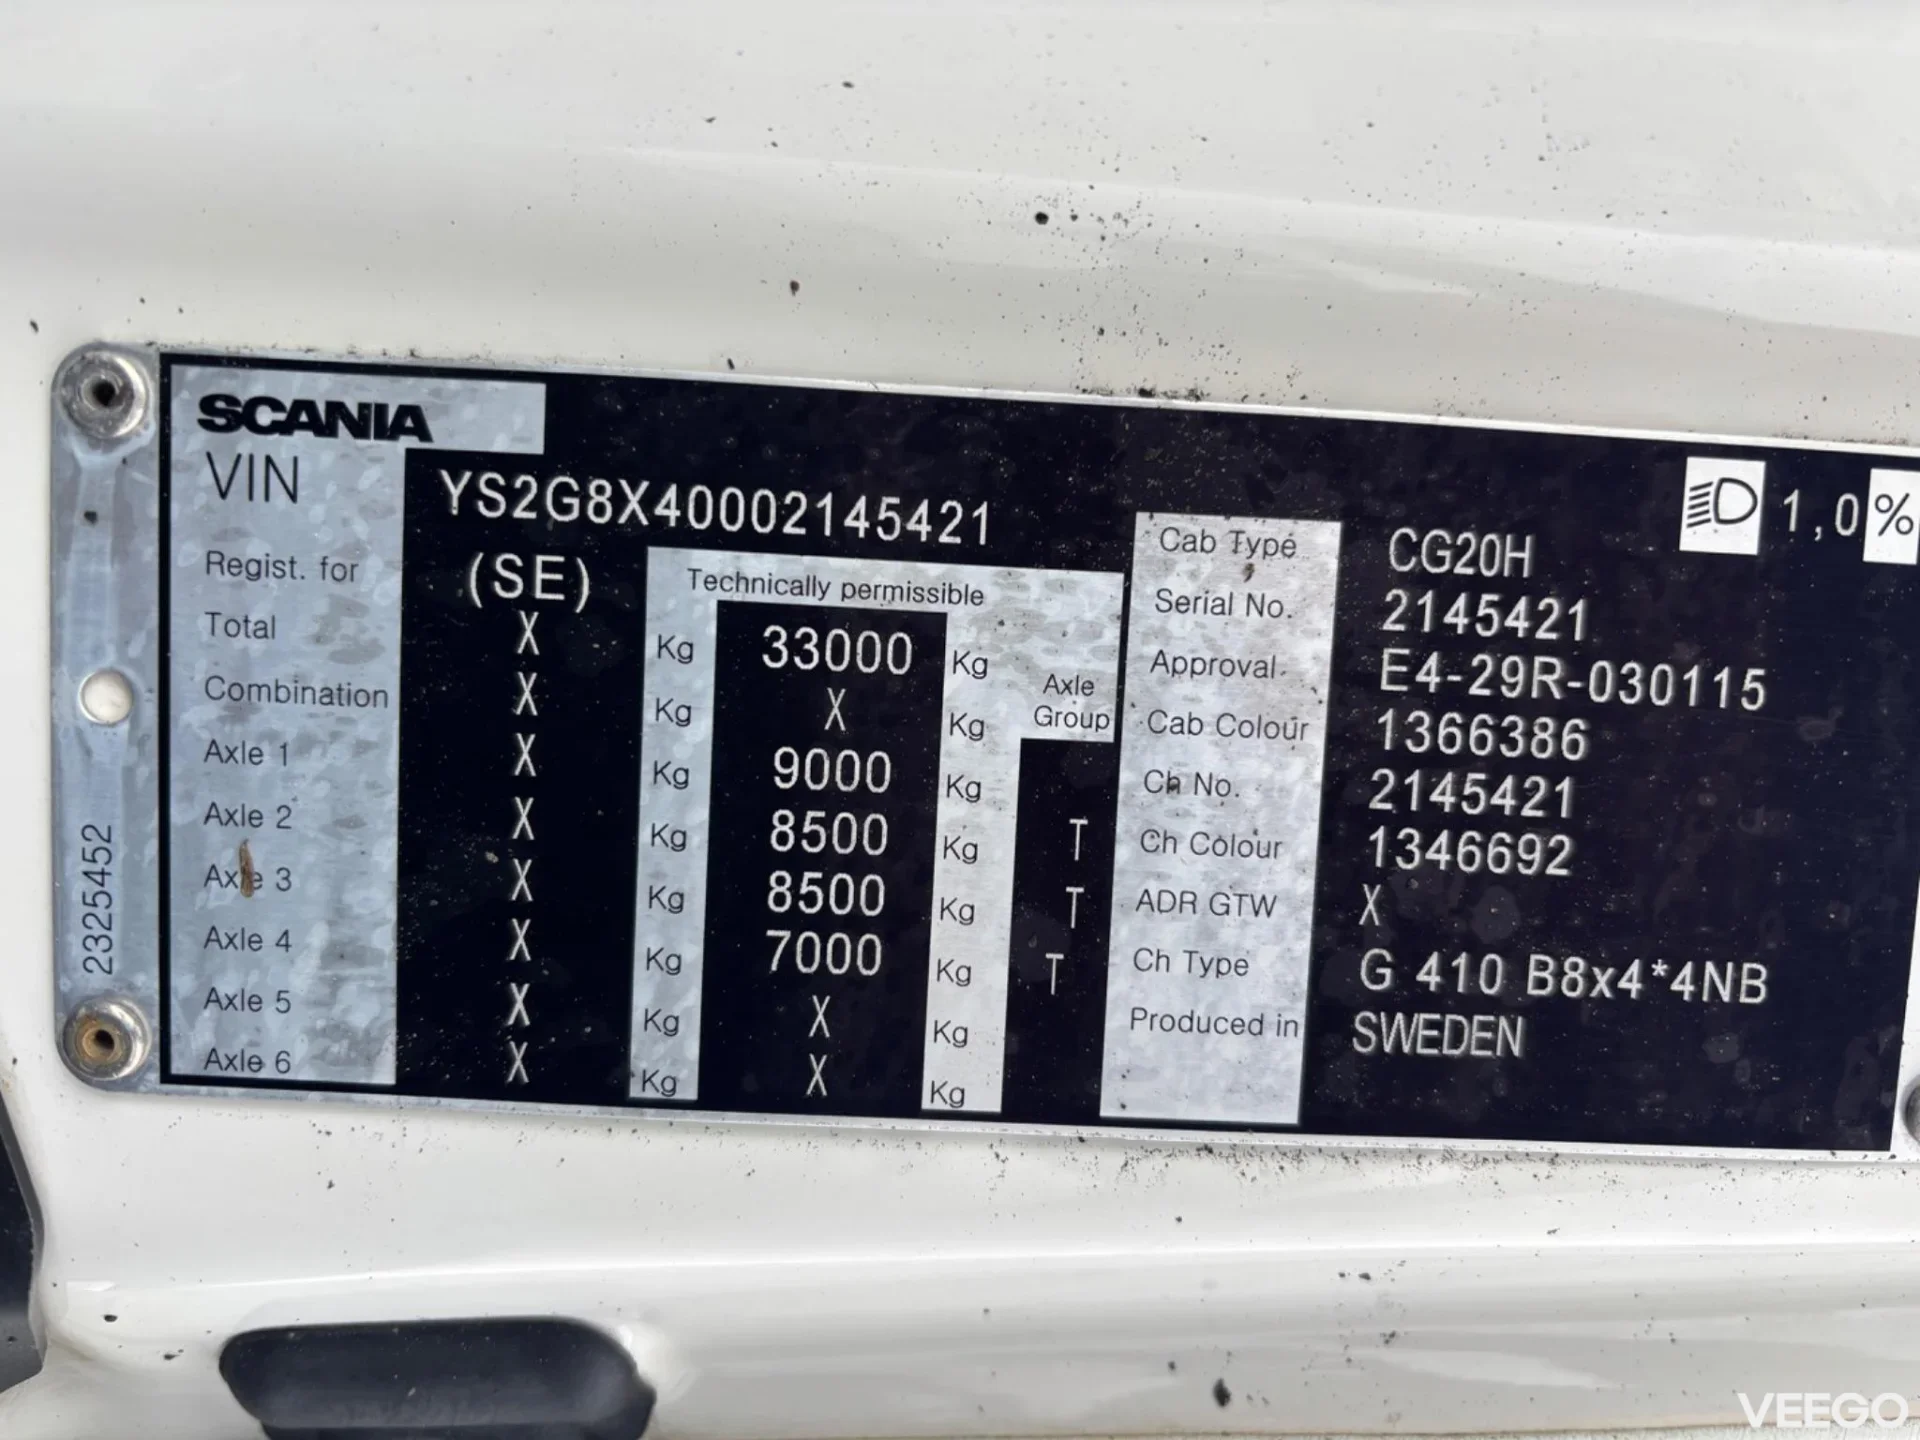 SCANIA
VIN YS2G8X40002145421
1,0 %
Regist. for (SE)
Technically permissible
Total X Kg 33000 Kg
Combination X Kg X Kg
Axle Group
Axle 1 X Kg 9000 Kg
Axle 2 X Kg 8500 Kg T
Axle 3 X Kg 8500 Kg T
Axle 4 X Kg 7000 Kg T
Axle 5 X Kg X Kg
Axle 6 X Kg X Kg
Cab Type CG20H
Serial No. 2145421
Approval. E4-29R-030115
Cab Colour 1366386
Ch No. 2145421
Ch Colour 1346692
ADR GTW X
Ch Type G 410 B8x4*4NB
Produced in SWEDEN
2325452
VEEGO